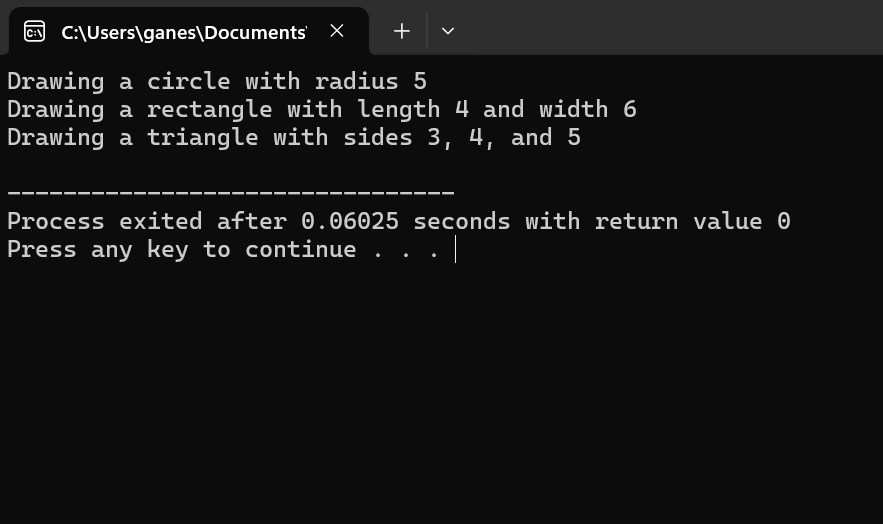 C:\Users\ganes\Documents'
Drawing a circle with radius 5
Drawing a rectangle with length 4 and width 6
Drawing a triangle with sides 3, 4, and 5
--------------------------------
Process exited after 0.06025 seconds with return value 0
Press any key to continue . . .